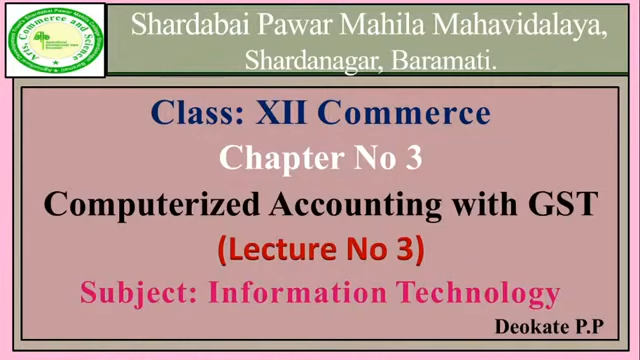 Shardabai Pawar Mahila Mahavidalaya,
Shardanagar, Baramati.
Class: XII Commerce
Chapter No 3
Computerized Accounting with GST
(Lecture No 3)
Subject: Information Technology
Deokate P.P